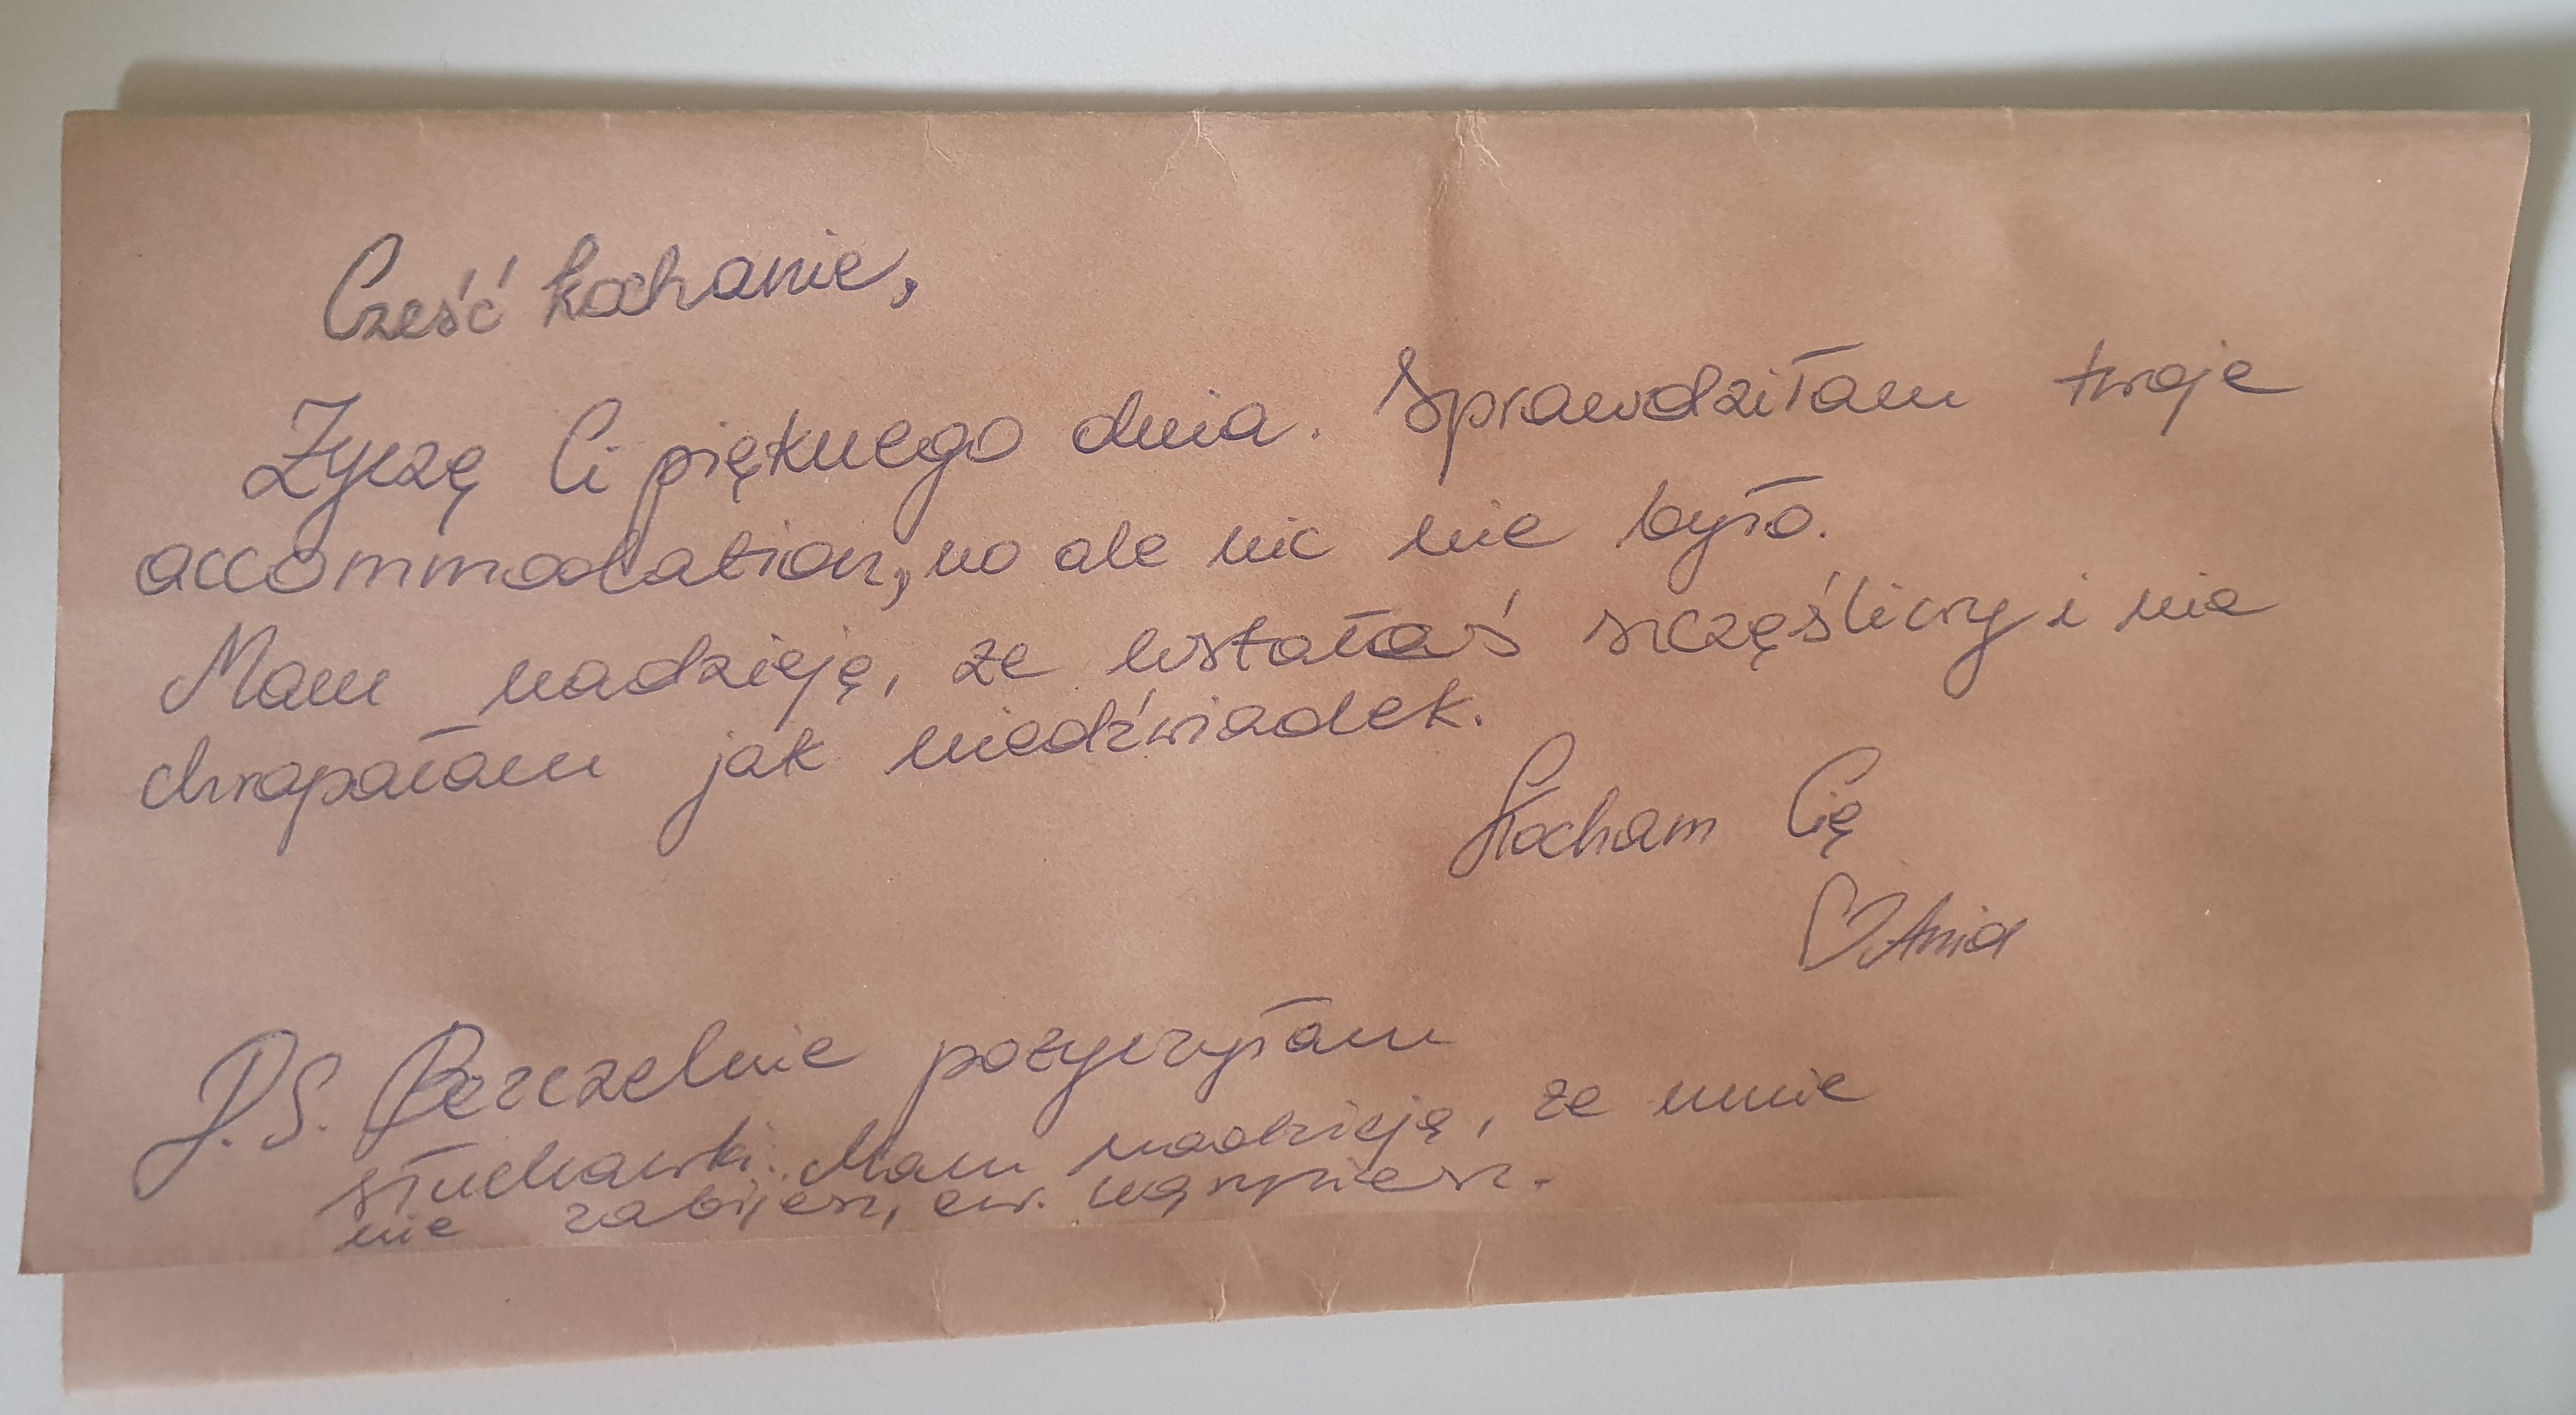 Cześć kochanie,
Życzę Ci pięknego dnia. Sprawdziłam twoje
accommodation, no ale nic nie było.
Mam nadzieję, że wstałaś szczęśliwy i nie
chrapałam jak niedźwiadek.
Kocham Cię
♡ Ania
P.S. Bezczelnie pożyczyłam
słuchawki. Mam nadzieję, że mnie
nie zabijesz, ew.